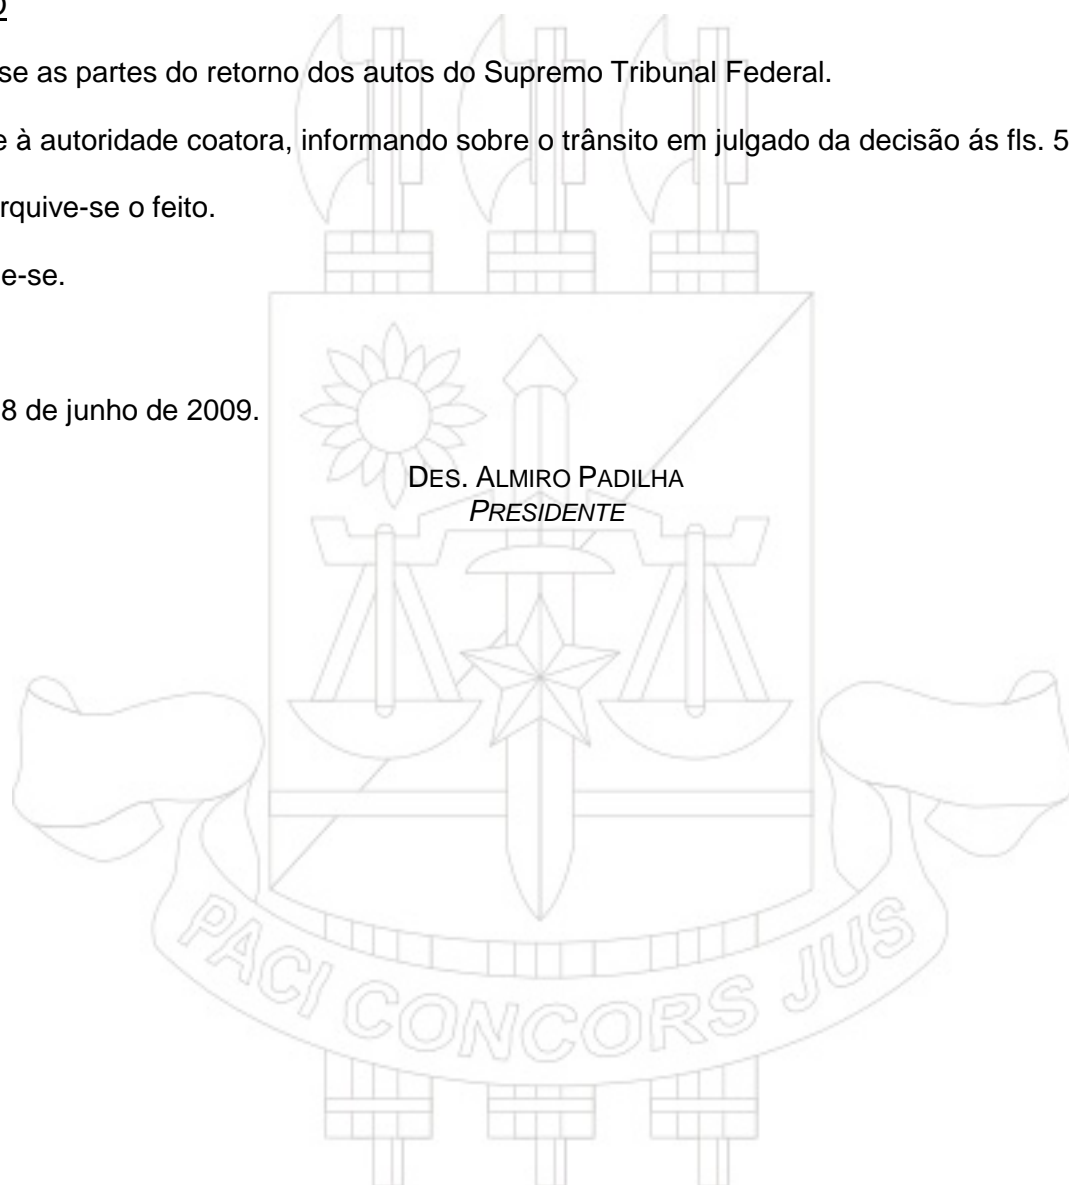 O
se as partes do retorno dos autos do Supremo Tribunal Federal.
e à autoridade coatora, informando sobre o trânsito em julgado da decisão ás fls. 5
rquive-se o feito.
e-se.
8 de junho de 2009.
DES. ALMIRO PADILHA
PRESIDENTE
PACI CONCORS JUS